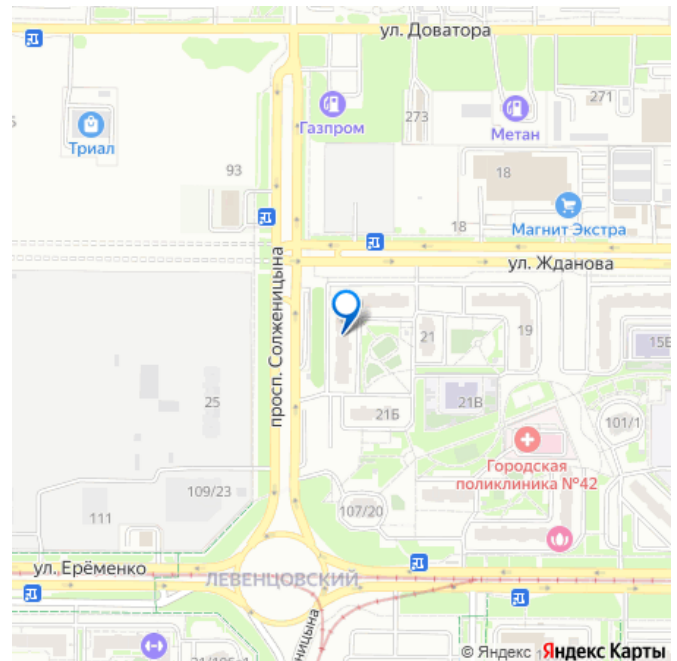 ул. Доватора
Газпром
273
Метан
271
Триал
93
18
Магнит Экстра
18
ул. Жданова
просп. Солженицына
21
19
15В
25
21Б
21В
101/1
Городская
поликлиника №42
109/23
111
107/20
ул. Ерёменко
ЛЕВЕНЦОВСКИЙ
© Яндекс
Яндекс Карты